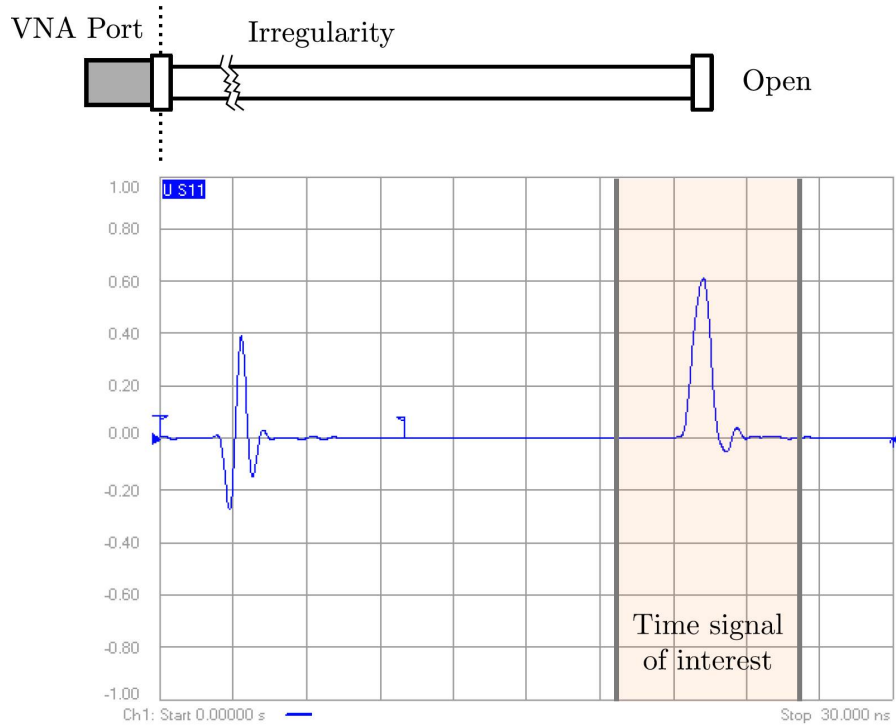 VNA Port
Irregularity
Open
U S11
1.00
0.80
0.60
0.40
0.20
0.00
-0.20
-0.40
-0.60
-0.80
-1.00
Time signal
of interest
Ch1: Start 0.00000 s
Stop 30.000 ns